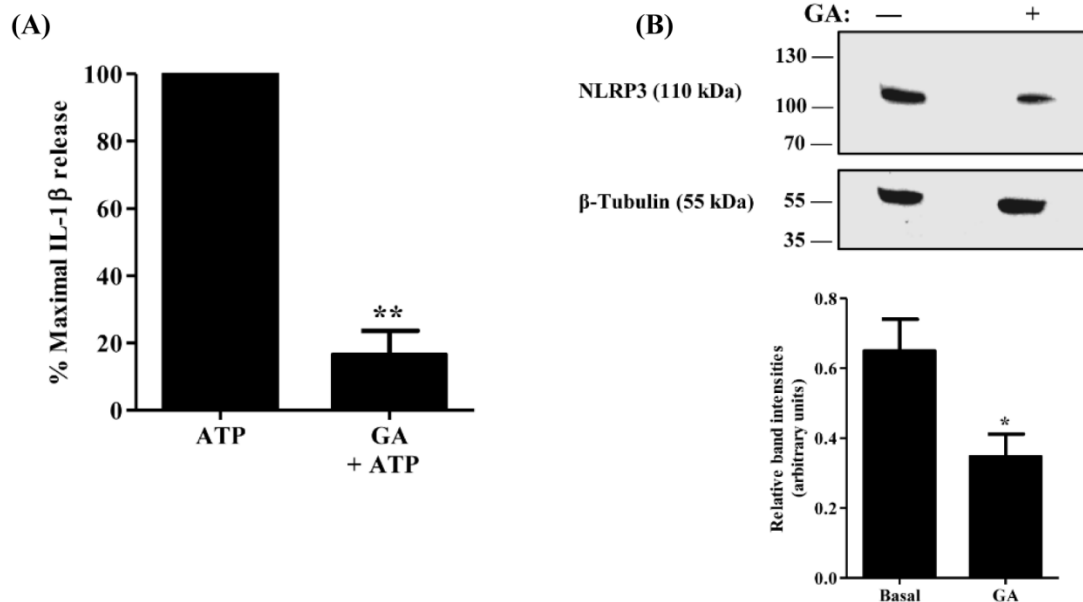 (A)
% Maximal IL-1β release
100
80
60
40
20
0
**
ATP
GA
+ ATP
(B)
GA: — +
NLRP3 (110 kDa)
130 —
100 —
70 —
β-Tubulin (55 kDa)
55 —
35 —
Relative band intensities
(arbitrary units)
0.8
0.6
0.4
0.2
0.0
*
Basal
GA